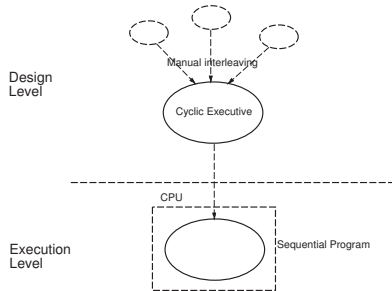 Manual interleaving
Design
Level
Cyclic Executive
CPU
Sequential Program
Execution
Level